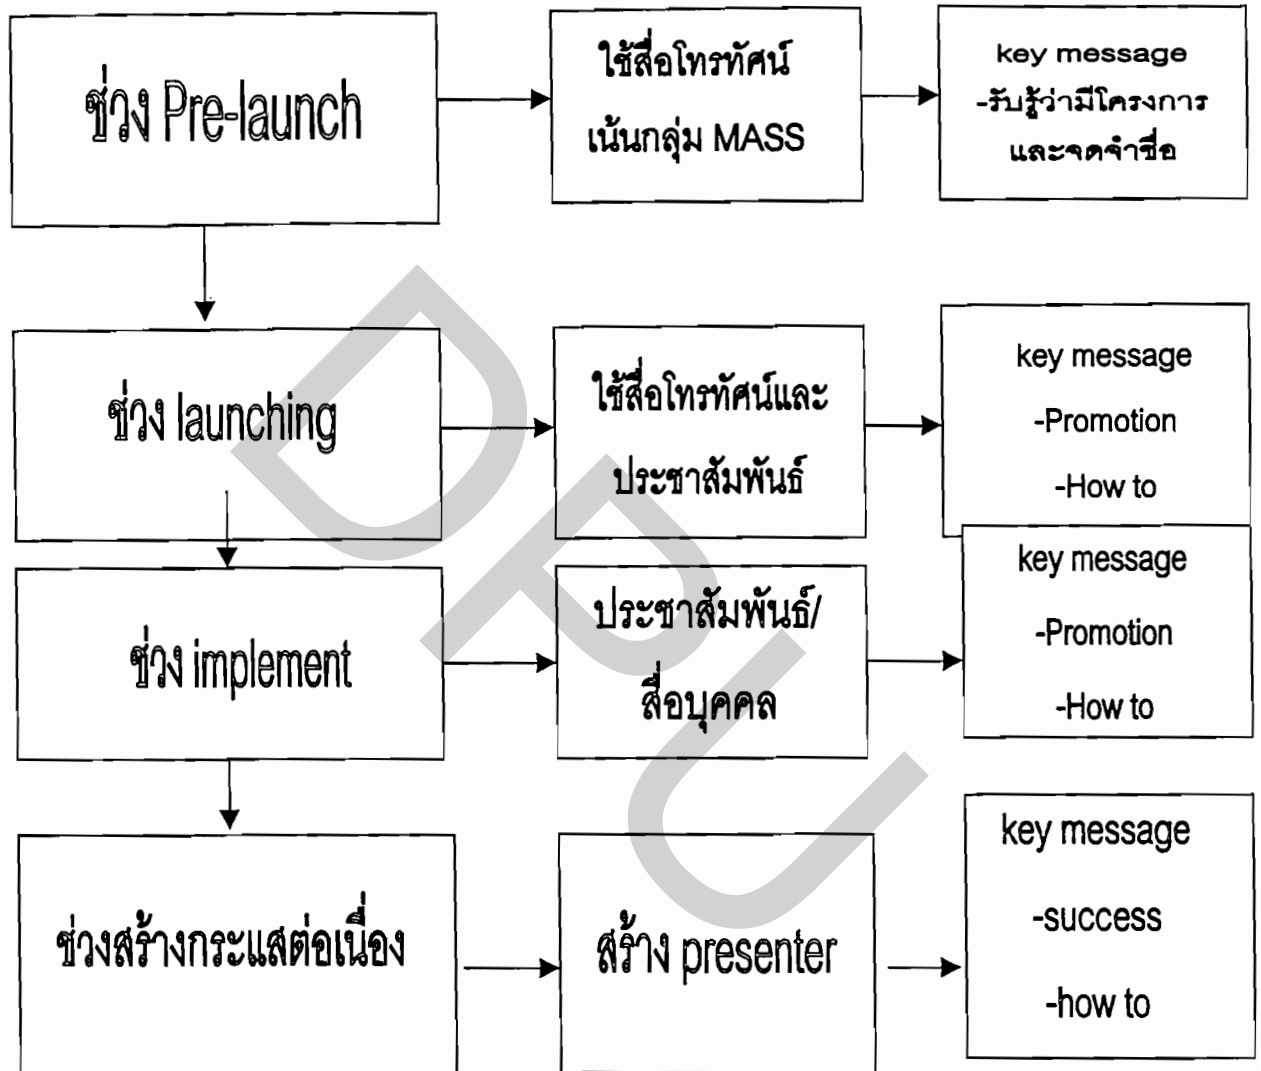 ช่วง Pre-launch
ใช้สื่อโทรทัศน์
เน้นกลุ่ม MASS
key message
-รับรู้ว่ามีโครงการ
และจดจำชื่อ
ช่วง launching
ใช้สื่อโทรทัศน์และ
ประชาสัมพันธ์
key message
-Promotion
-How to
ช่วง implement
ประชาสัมพันธ์/
สื่อบุคคล
key message
-Promotion
-How to
ช่วงสร้างกระแสต่อเนื่อง
สร้าง presenter
key message
-success
-how to
DPU